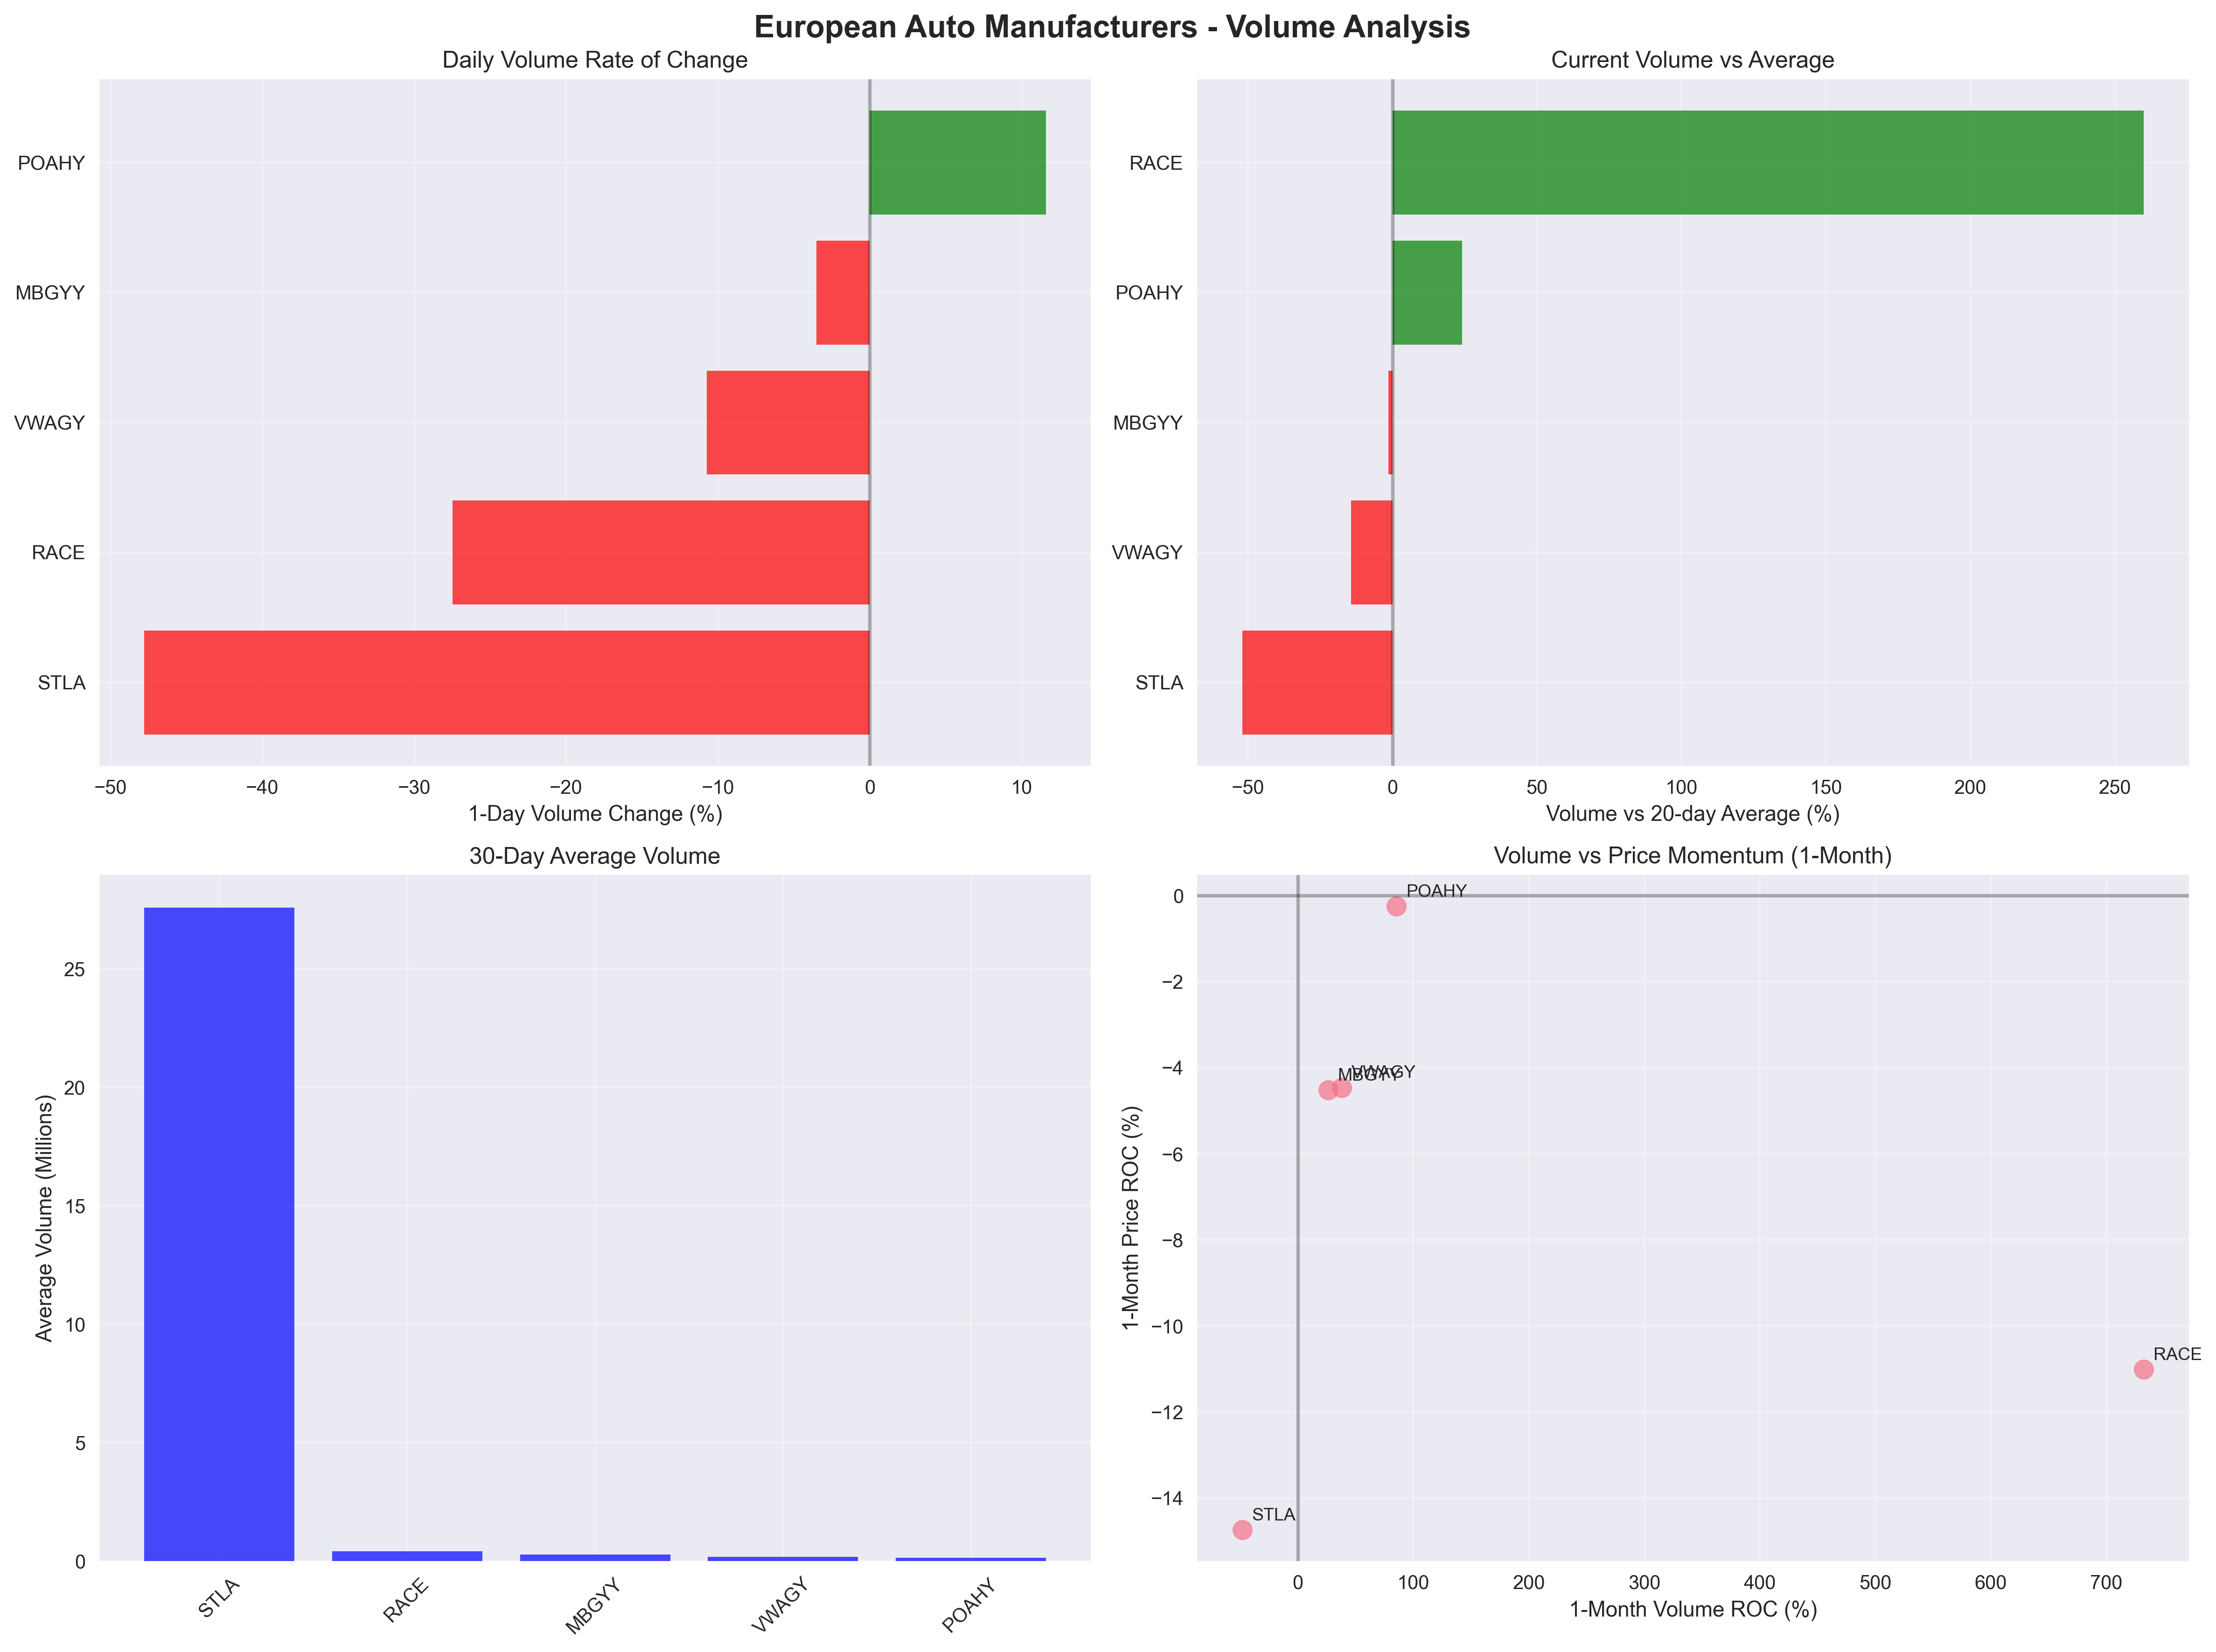 European Auto Manufacturers - Volume Analysis
Daily Volume Rate of Change
POAHY
MBGYY
VWAGY
RACE
STLA
−50 −40 −30 −20 −10 0 10
1-Day Volume Change (%)
Current Volume vs Average
RACE
POAHY
MBGYY
VWAGY
STLA
−50 0 50 100 150 200 250
Volume vs 20-day Average (%)
30-Day Average Volume
Average Volume (Millions)
25
20
15
10
5
0
STLA RACE MBGYY VWAGY POAHY
Volume vs Price Momentum (1-Month)
1-Month Price ROC (%)
0
−2
−4
−6
−8
−10
−12
−14
POAHY
MBGYY
VWAGY
RACE
STLA
0 100 200 300 400 500 600 700
1-Month Volume ROC (%)